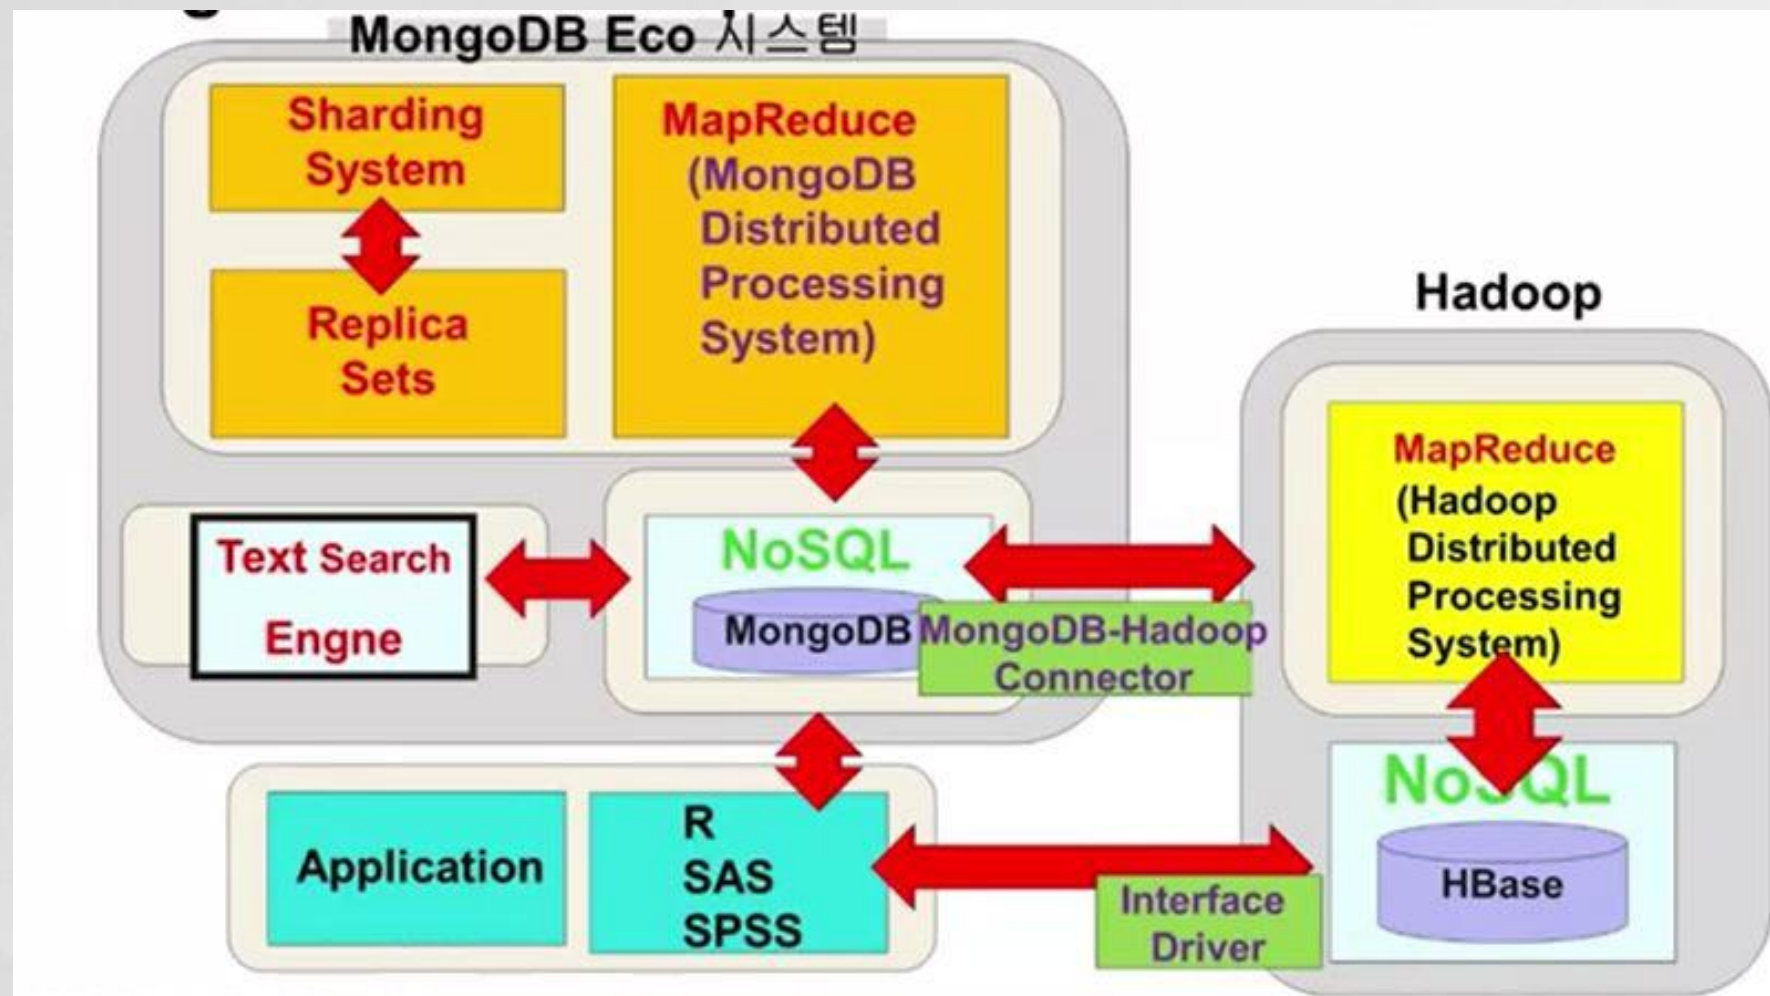 MongoDB Eco 시스템
Sharding
System
Replica
Sets
MapReduce
(MongoDB
Distributed
Processing
System)
Text Search
Engne
NoSQL
MongoDB
MongoDB-Hadoop
Connector
Application
R
SAS
SPSS
Interface
Driver
Hadoop
MapReduce
(Hadoop
Distributed
Processing
System)
NoSQL
HBase